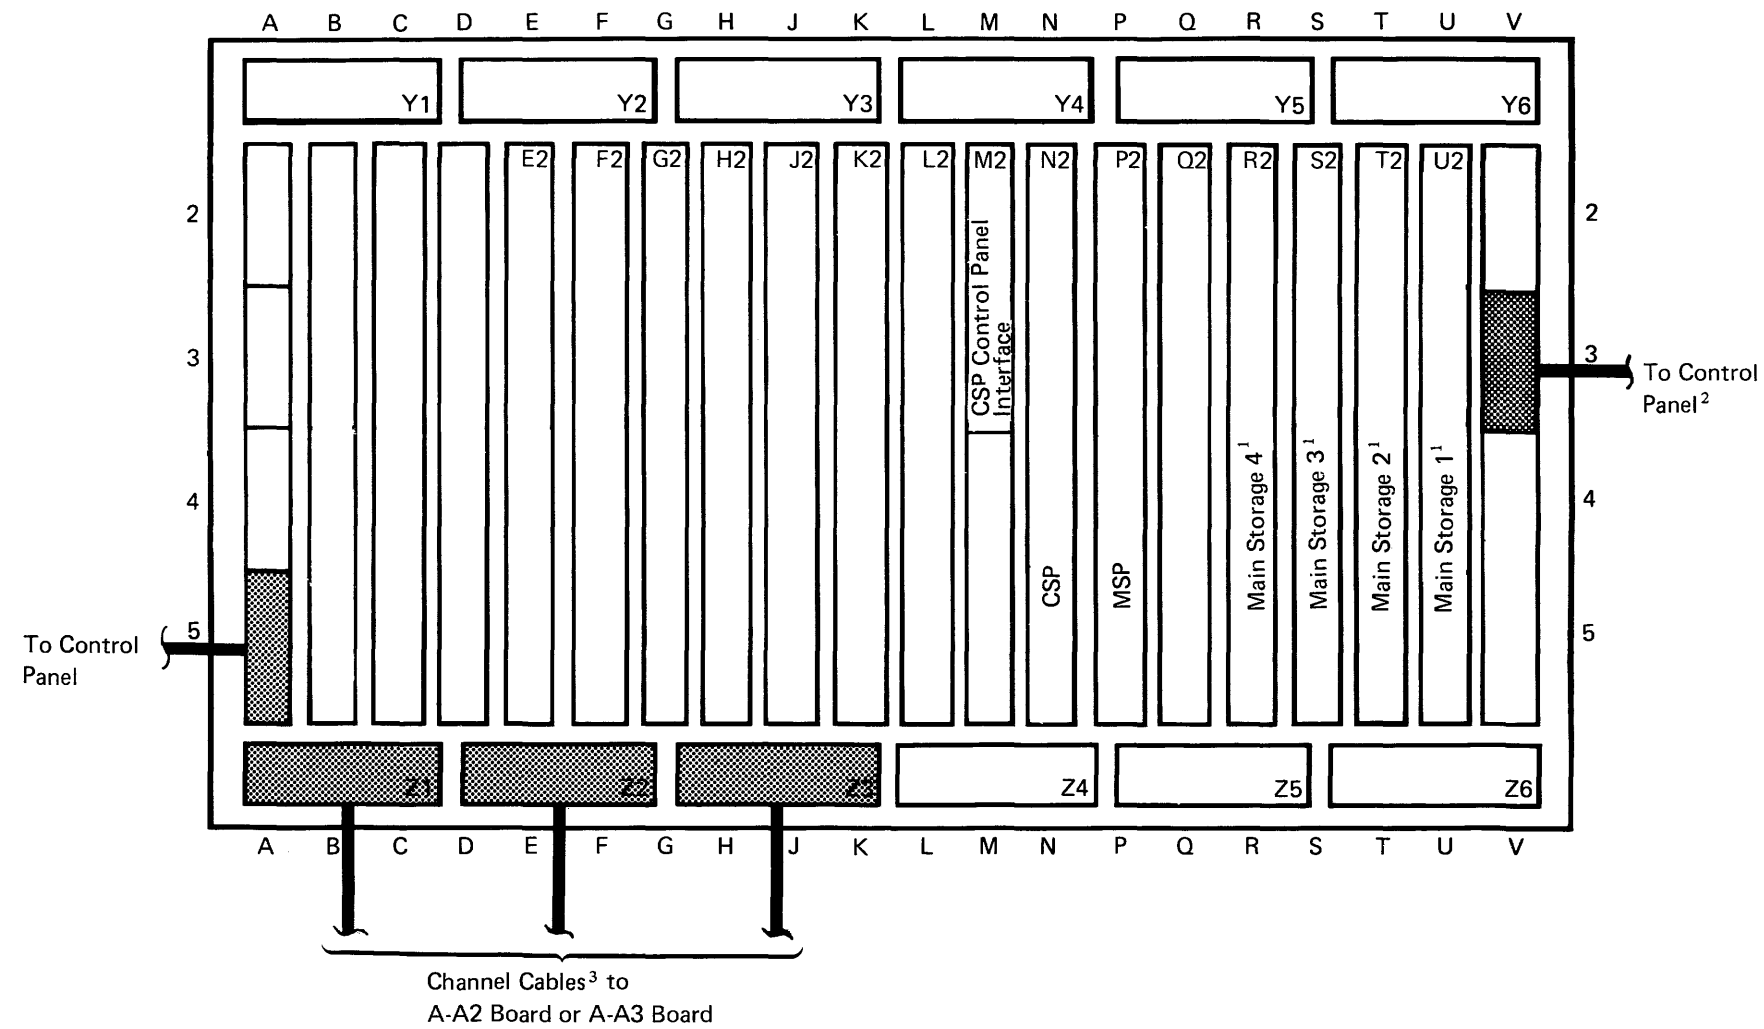 A B C D E F G H J K L M N P Q R S T U V
Y1 Y2 Y3 Y4 Y5 Y6
E2 F2 G2 H2 J2 K2 L2 M2 N2 P2 Q2 R2 S2 T2 U2
2 2
3 3
4 4
5 5
CSP Control Panel
Interface
CSP
MSP
Main Storage 4¹
Main Storage 3¹
Main Storage 2¹
Main Storage 1¹
To Control
Panel²
To Control
Panel
Z1 Z2 Z3 Z4 Z5 Z6
A B C D E F G H J K L M N P Q R S T U V
Channel Cables³ to
A-A2 Board or A-A3 Board